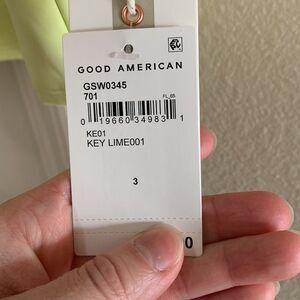 GOOD AMERICAN
GSW0345
701
FL_65
0 19660 34983 1
KE01
KEY LIME001
3
0